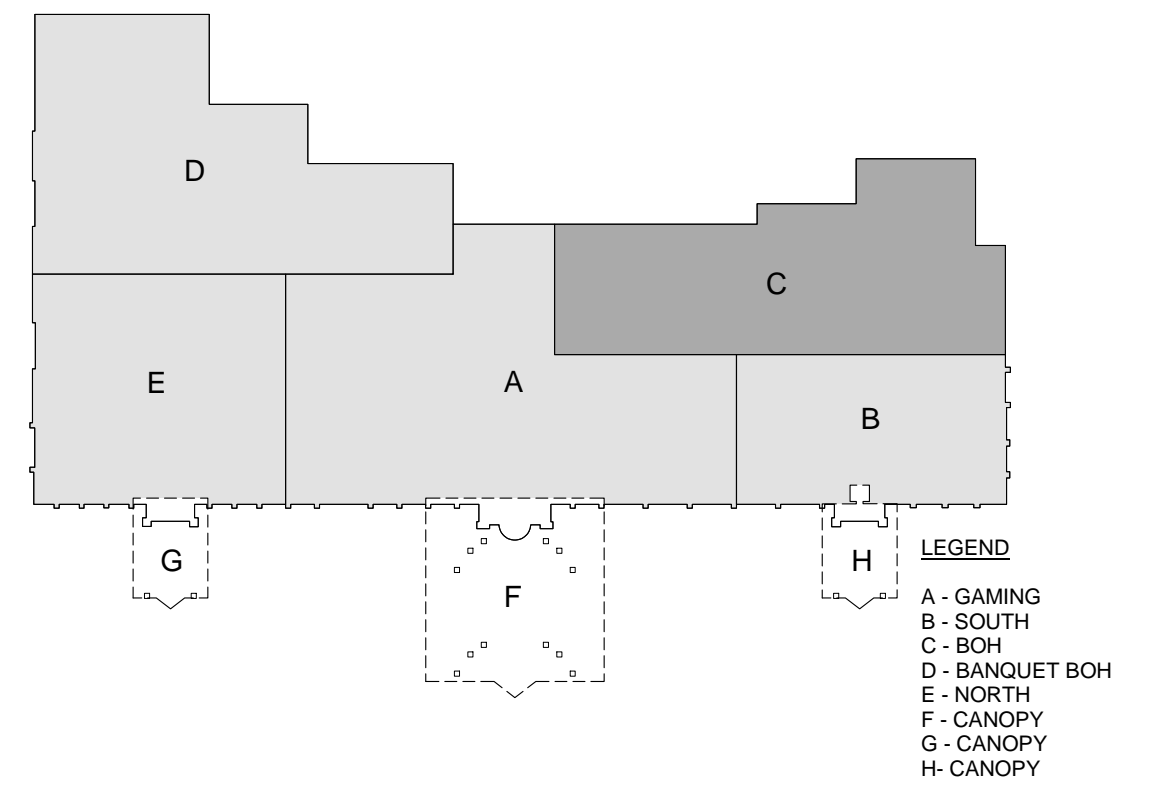 D
C
E
A
B
G
F
H
LEGEND
A - GAMING
B - SOUTH
C - BOH
D - BANQUET BOH
E - NORTH
F - CANOPY
G - CANOPY
H- CANOPY